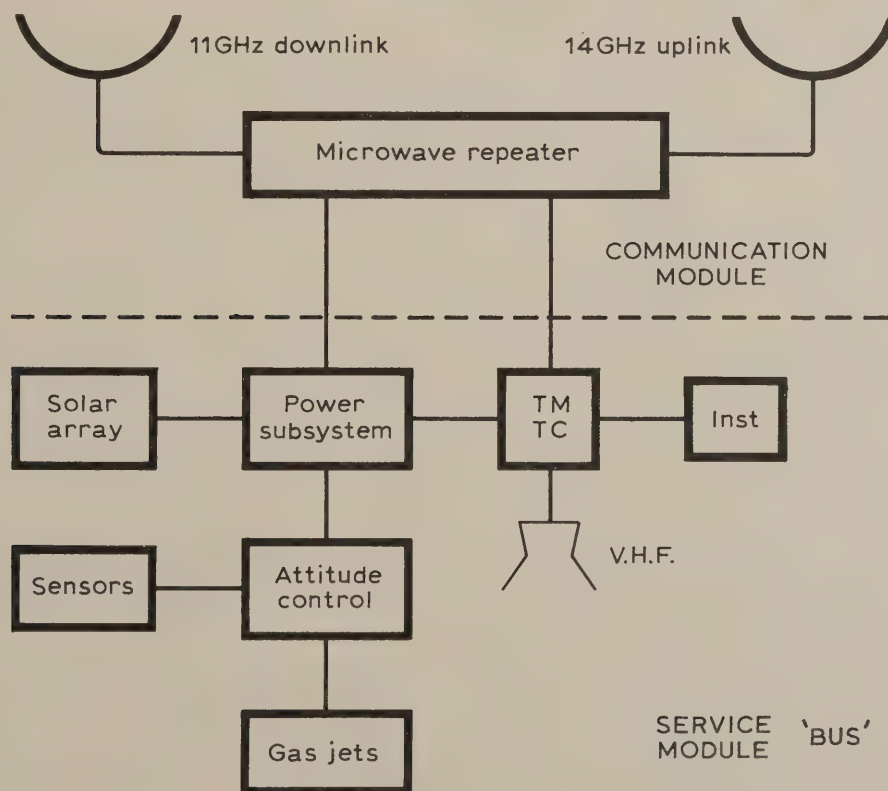 11GHz downlink
14GHz uplink
Microwave repeater
COMMUNICATION
MODULE
Solar
array
Power
subsystem
TM
TC
Inst
Sensors
Attitude
control
V.H.F.
Gas jets
SERVICE 'BUS'
MODULE